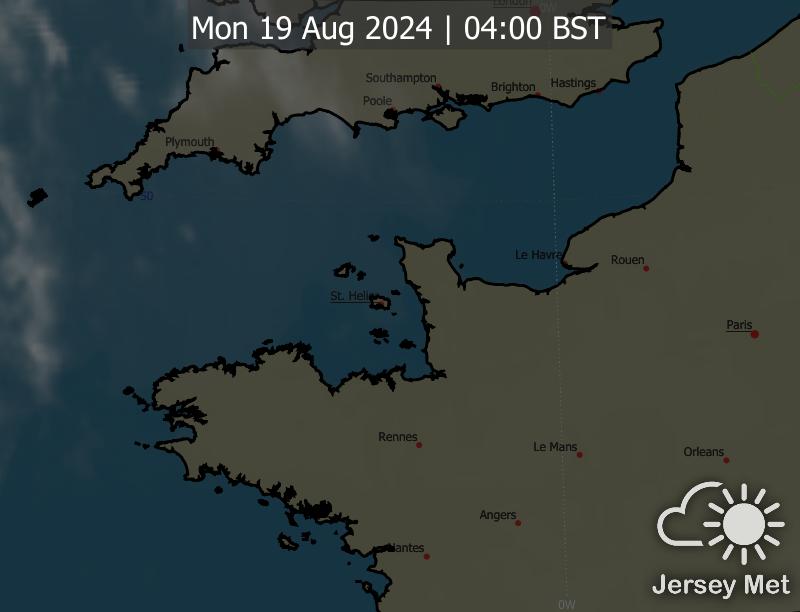 London
0W
Mon 19 Aug 2024 | 04:00 BST
Southampton
Brighton
Hastings
Poole
Plymouth
50
Le Havre
Rouen
St. Helier
Paris
Rennes
Le Mans
Orleans
Angers
Nantes
0W
Jersey Met